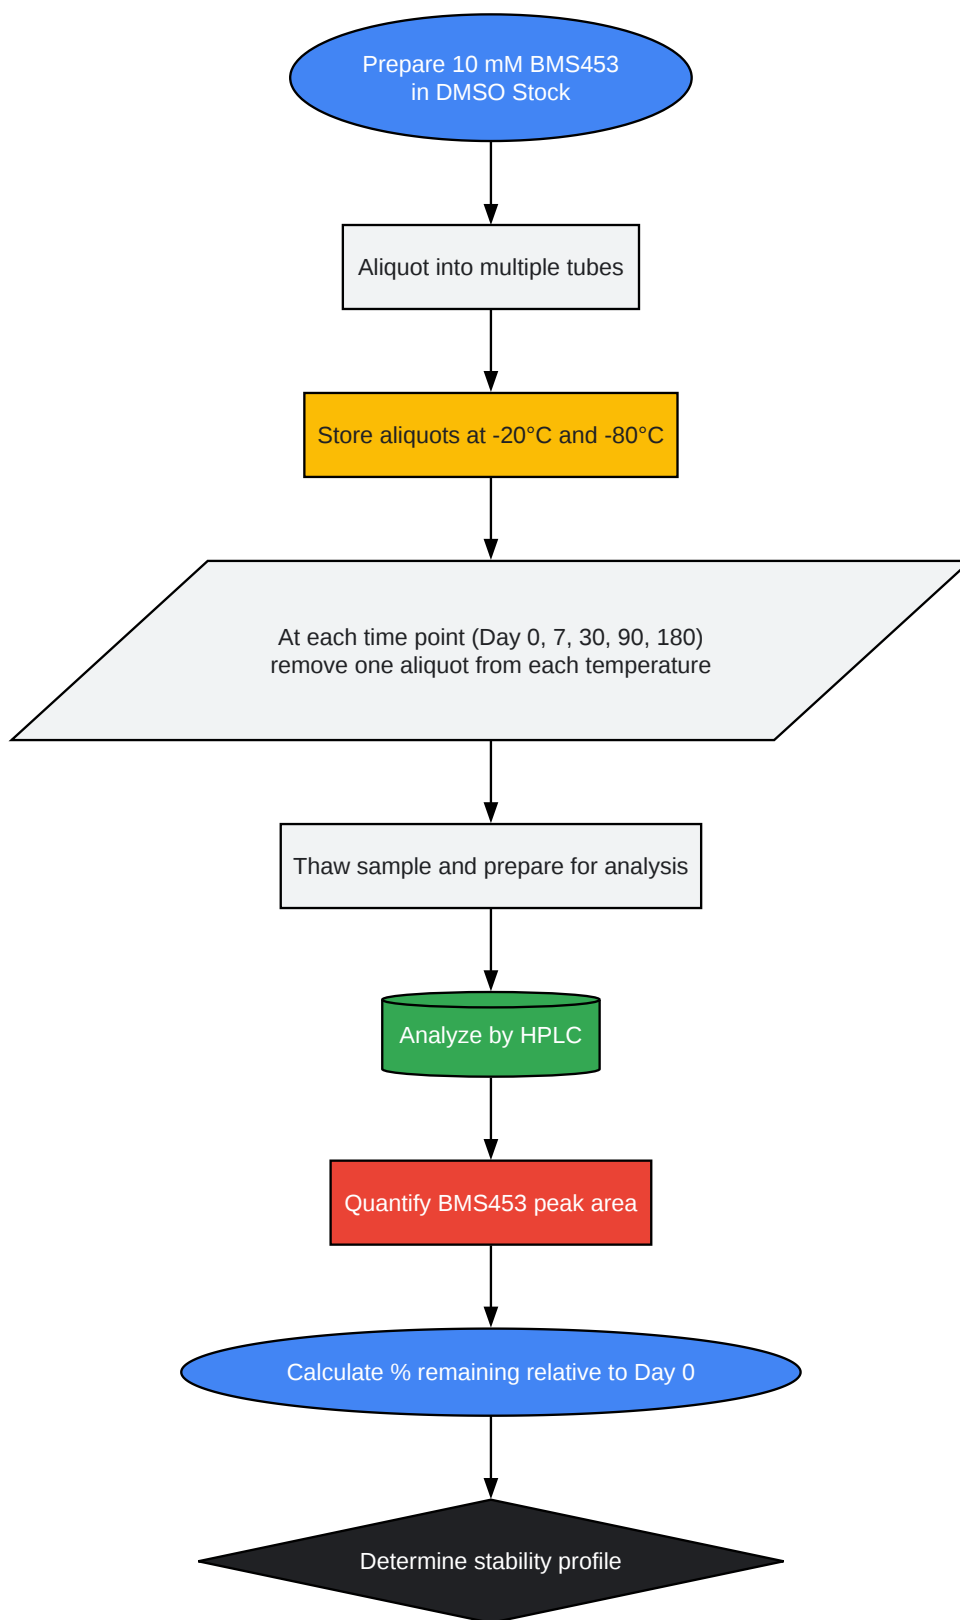 Prepare 10 mM BMS453
in DMSO Stock
Aliquot into multiple tubes
Store aliquots at -20°C and -80°C
At each time point (Day 0, 7, 30, 90, 180)
remove one aliquot from each temperature
Thaw sample and prepare for analysis
Analyze by HPLC
Quantify BMS453 peak area
Calculate % remaining relative to Day 0
Determine stability profile